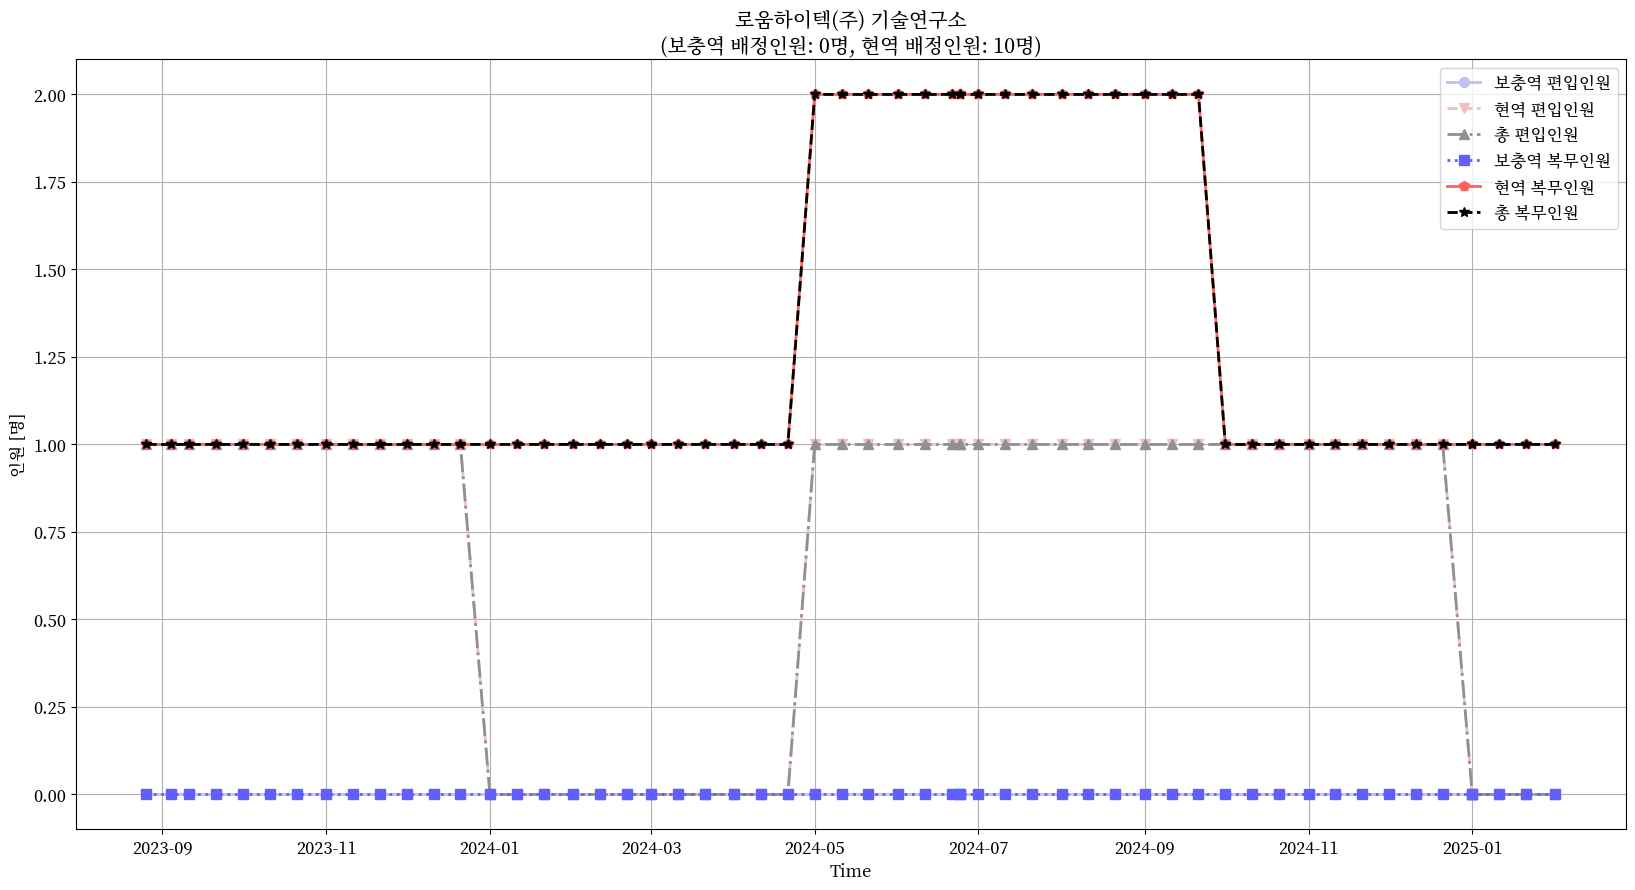 로움하이텍(주) 기술연구소
(보충역 배정인원: 0명, 현역 배정인원: 10명)
보충역 편입인원
현역 편입인원
총 편입인원
보충역 복무인원
현역 복무인원
총 복무인원
인원 [명]
2.00
1.75
1.50
1.25
1.00
0.75
0.50
0.25
0.00
2023-09
2023-11
2024-01
2024-03
2024-05
2024-07
2024-09
2024-11
2025-01
Time